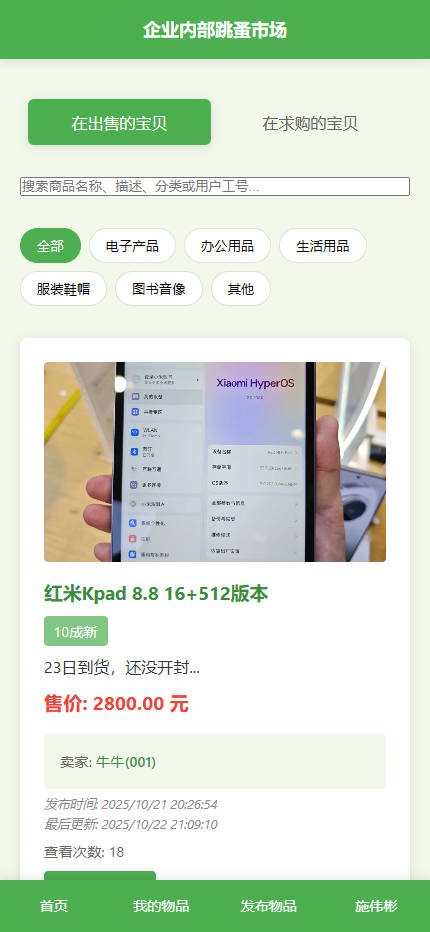 企业内部跳蚤市场
在出售的宝贝
在求购的宝贝
搜索商品名称、描述、分类或用户工号...
全部
电子产品
办公用品
生活用品
服装鞋帽
图书音像
其他
Xiaomi HyperOS
我的设备
WLAN
蓝牙
红米Kpad 8.8 16+512版本
10成新
23日到货，还没开封...
售价: 2800.00 元
卖家: 牛牛(001)
发布时间: 2025/10/21 20:26:54
最后更新: 2025/10/22 21:09:10
查看次数: 18
首页
我的物品
发布物品
施伟彬